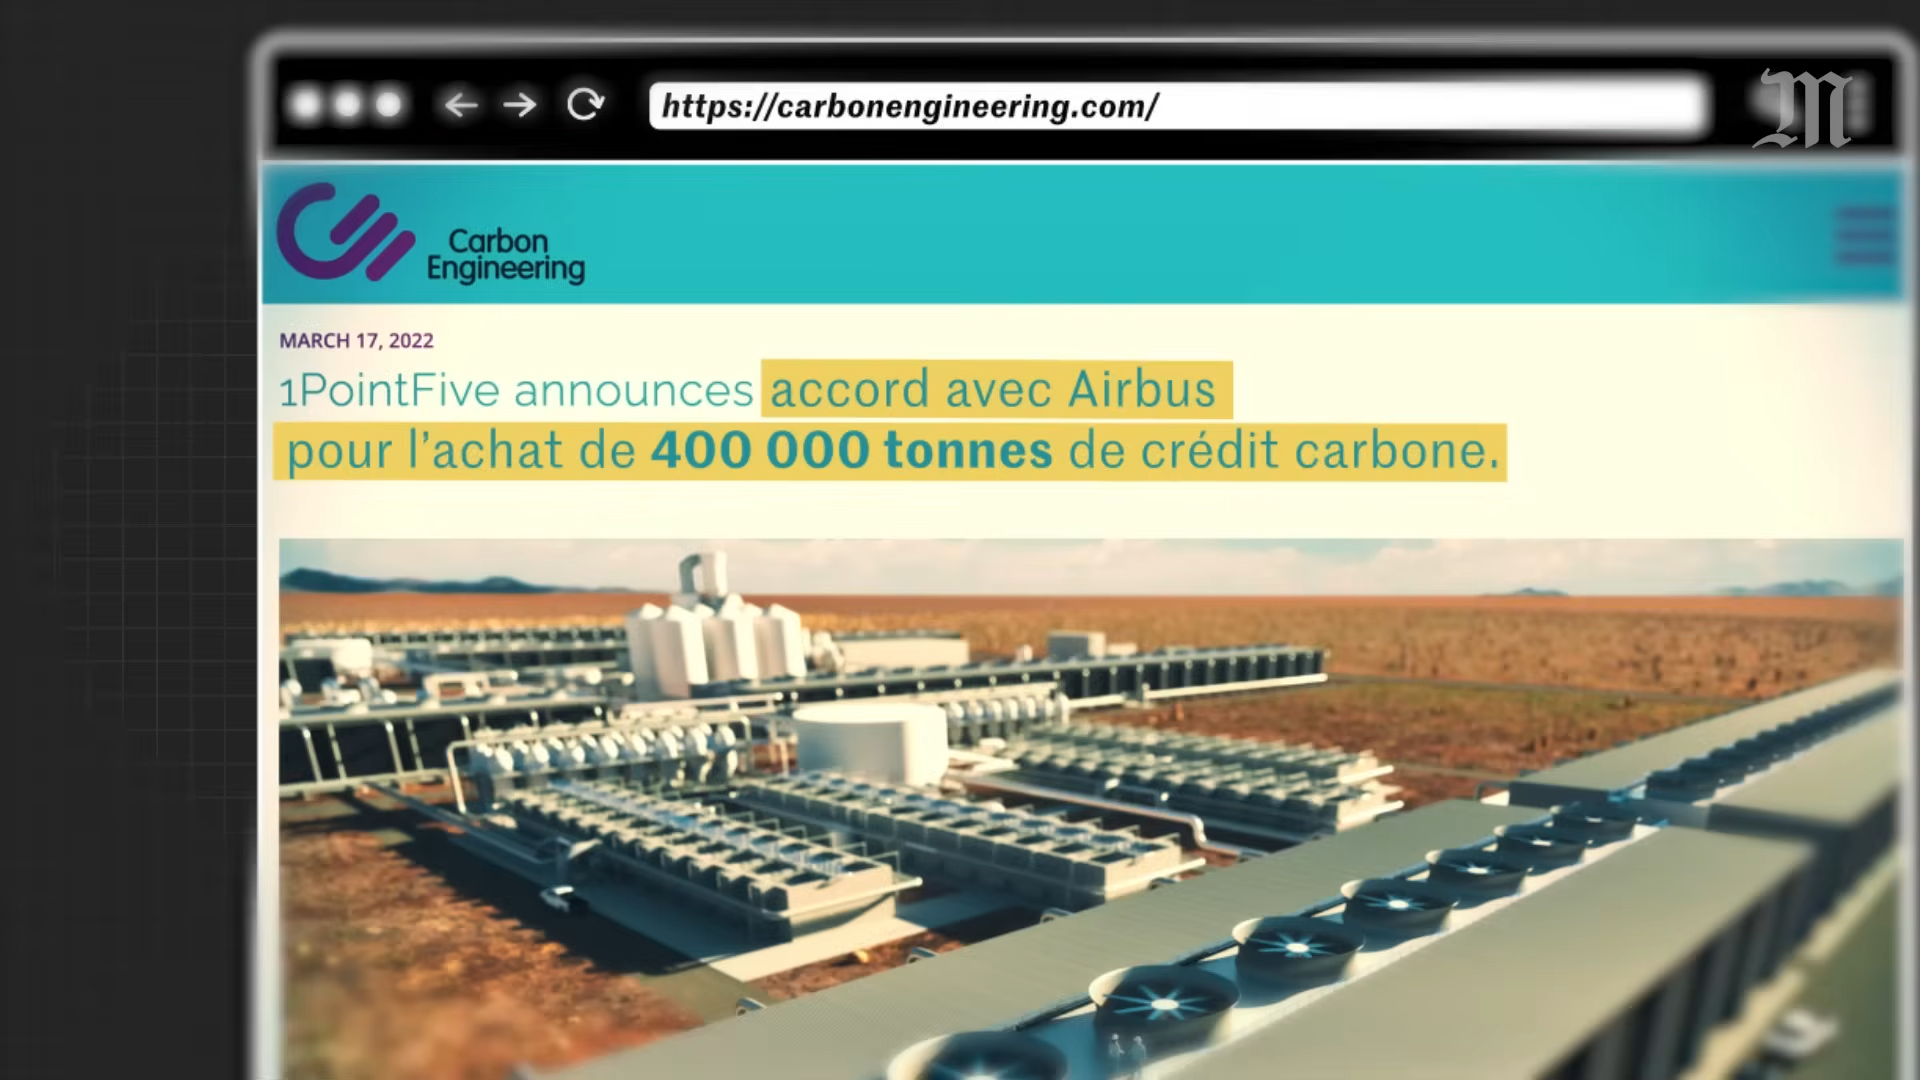 https://carbonengineering.com/
M
Carbon
Engineering
MARCH 17, 2022
1PointFive announces accord avec Airbus
pour l’achat de 400 000 tonnes de crédit carbone.